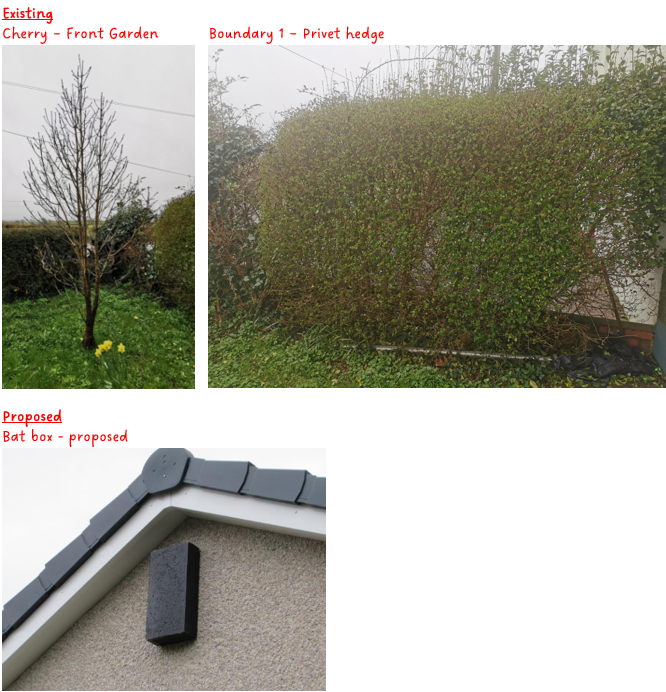 Existing
Cherry – Front Garden
Boundary 1 – Privet hedge
Proposed
Bat box - proposed